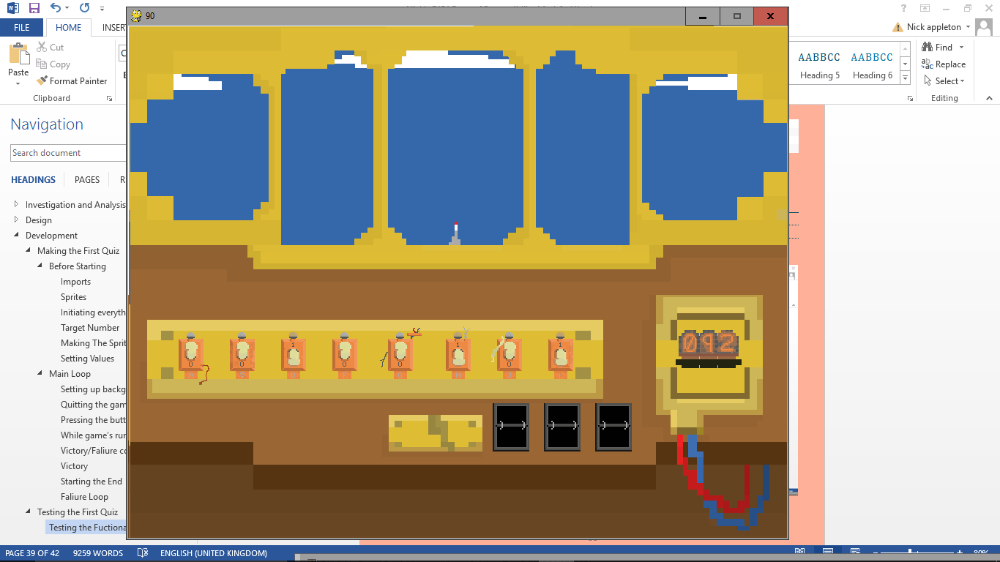 90
FILE
HOME
INSER
Nick appleton
Paste
Cut
Copy
Format Painter
Clipboard
AABBCC
AABBCC
Heading 5
Heading 6
Find
Replace
Select
Editing
Navigation
Search document
HEADINGS
PAGES
R
Investigation and Analysis
Design
Development
Making the First Quiz
Before Starting
Imports
Sprites
Initiating everyth
Target Number
Making The Sprit
Setting Values
Main Loop
Setting up backg
Quitting the gam
Pressing the butt
While game's rur
Victory/Faliure co
Victory
Starting the End
Faliure Loop
Testing the First Quiz
Testing the Fuctiona
0
0
1
0
0
1
0
1
092
PAGE 39 OF 42
9259 WORDS
ENGLISH (UNITED KINGDOM)
80%